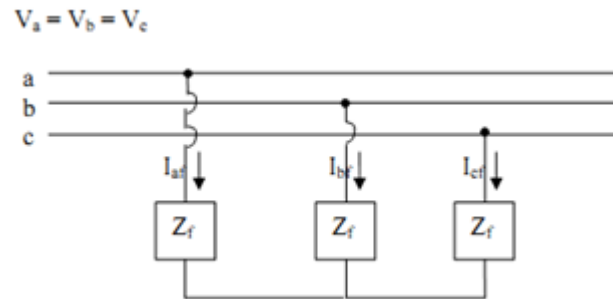 Va = Vb = Vc
a
b
c
Iaf Ibf Icf
Zf Zf Zf